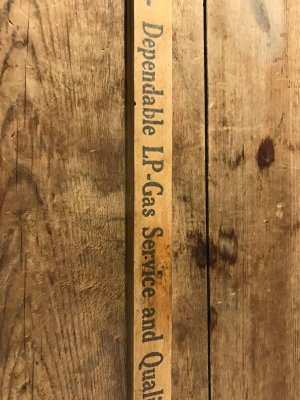 - Dependable LP-Gas Service and Quali